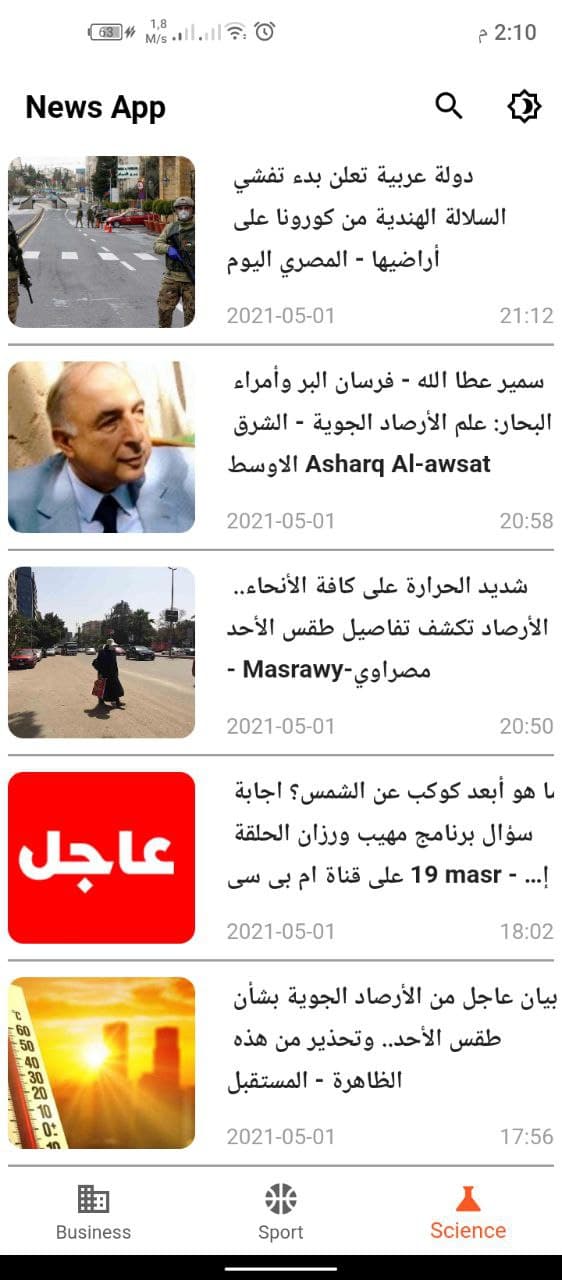 63
1,8
M/s
2:10 م
News App
دولة عربية تعلن بدء تفشي
السلالة الهندية من كورونا على
أراضيها - المصري اليوم
2021-05-01
21:12
سمير عطا الله - فرسان البر وأمراء
البحار: علم الأرصاد الجوية - الشرق
الاوسط Asharq Al-awsat
2021-05-01
20:58
شديد الحرارة على كافة الأنحاء..
الأرصاد تكشف تفاصيل طقس الأحد
- Masrawy-مصراوي
2021-05-01
20:50
ما هو أبعد كوكب عن الشمس؟ اجابة
سؤال برنامج مهيب ورزان الحلقة
19 على قناة ام بى سى masr - ...إ
2021-05-01
18:02
عاجل
بيان عاجل من الأرصاد الجوية بشأن
طقس الأحد.. وتحذير من هذه
الظاهرة - المستقبل
2021-05-01
17:56
°C
60
50
40
30
20
10
0±
10
Business
Sport
Science